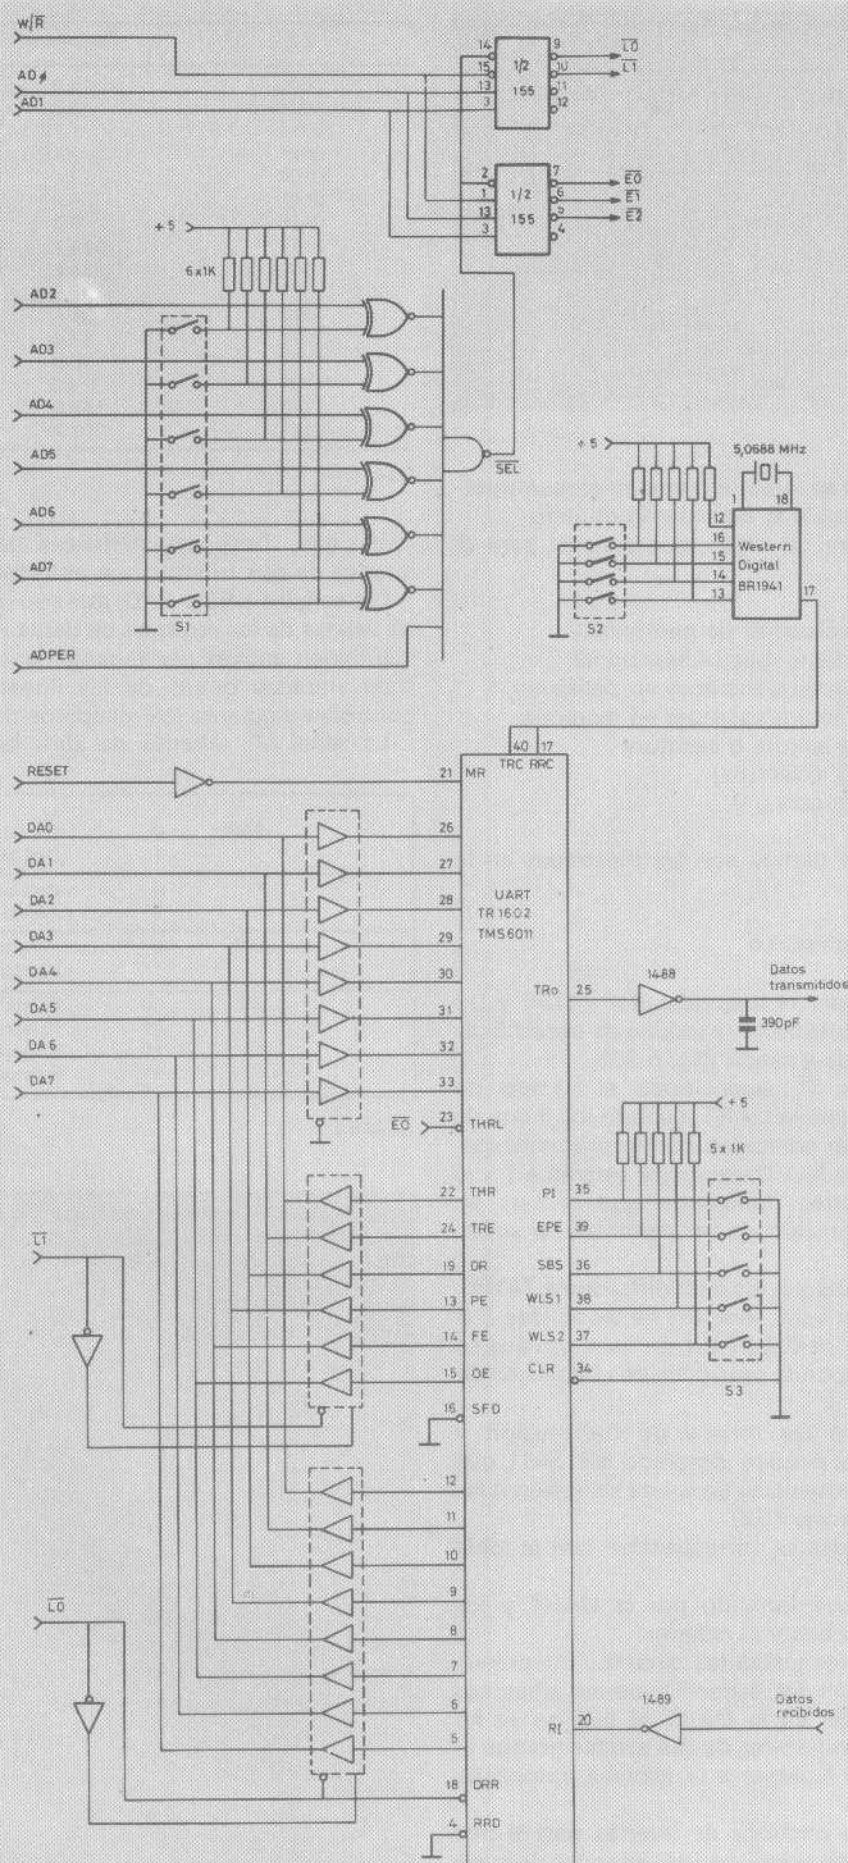 W/R
ADø
AD1
14
15
13
3
1/2
155
9
10
11
12
L0
L1
2
1
13
3
1/2
155
7
6
5
4
E0
E1
E2
+5
6x1K
AD2
AD3
AD4
AD5
AD6
AD7
S1
ADPER
SEL
+5
5,0688 MHz
1
18
12
16
15
14
13
Western
Digital
BR1941
17
S2
40
17
TRC RRC
RESET
21
MR
DA0
26
DA1
27
DA2
28
DA3
29
DA4
30
DA5
31
DA6
32
DA7
33
UART
TR1602
TMS6011
TRo
25
1488
Datos
transmitidos
390pF
E0
23
THRL
+5
5x1K
22
THR
PI
35
24
TRE
EPE
39
L1
19
DR
SBS
36
13
PE
WLS1
38
14
FE
WLS2
37
15
OE
CLR
34
S3
16
SFD
12
11
10
9
L0
8
7
6
5
RI
20
1489
Datos
recibidos
18
DRR
4
RRD